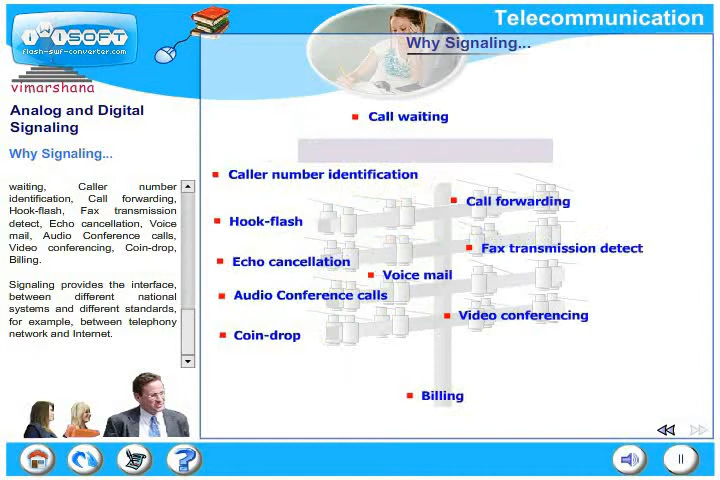 Telecommunication
iWiSOFT
flash-swf-converter.com
vimarshana
Why Signaling...
Analog and Digital
Signaling
Why Signaling...
waiting, Caller number
identification, Call forwarding,
Hook-flash, Fax transmission
detect, Echo cancellation, Voice
mail, Audio Conference calls,
Video conferencing, Coin-drop,
Billing.
Signaling provides the interface,
between different national
systems and different standards,
for example, between telephony
network and Internet.
Call waiting
Caller number identification
Call forwarding
Hook-flash
Fax transmission detect
Echo cancellation
Voice mail
Audio Conference calls
Video conferencing
Coin-drop
Billing